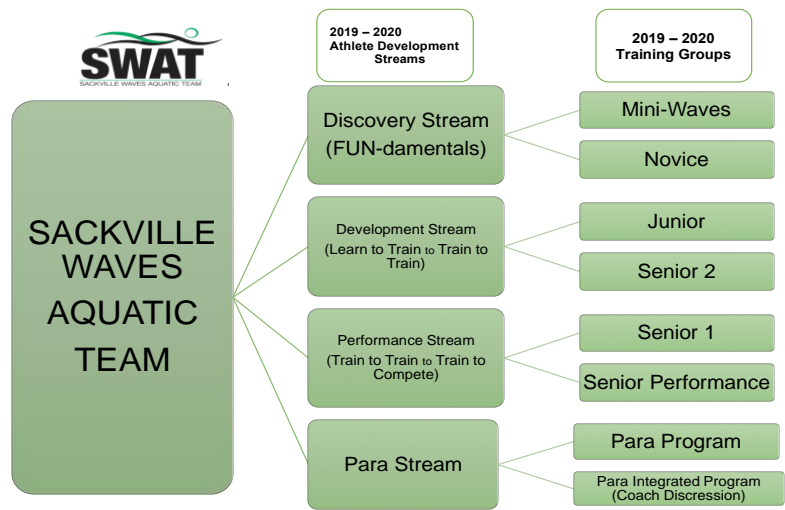 SWAT
SACKVILLE WAVES AQUATIC TEAM
2019 – 2020
Athlete Development
Streams
2019 – 2020
Training Groups
SACKVILLE
WAVES
AQUATIC
TEAM
Discovery Stream
(FUN-damentals)
Mini-Waves
Novice
Development Stream
(Learn to Train to Train to
Train)
Junior
Senior 2
Performance Stream
(Train to Train to Train to
Compete)
Senior 1
Senior Performance
Para Stream
Para Program
Para Integrated Program
(Coach Discression)